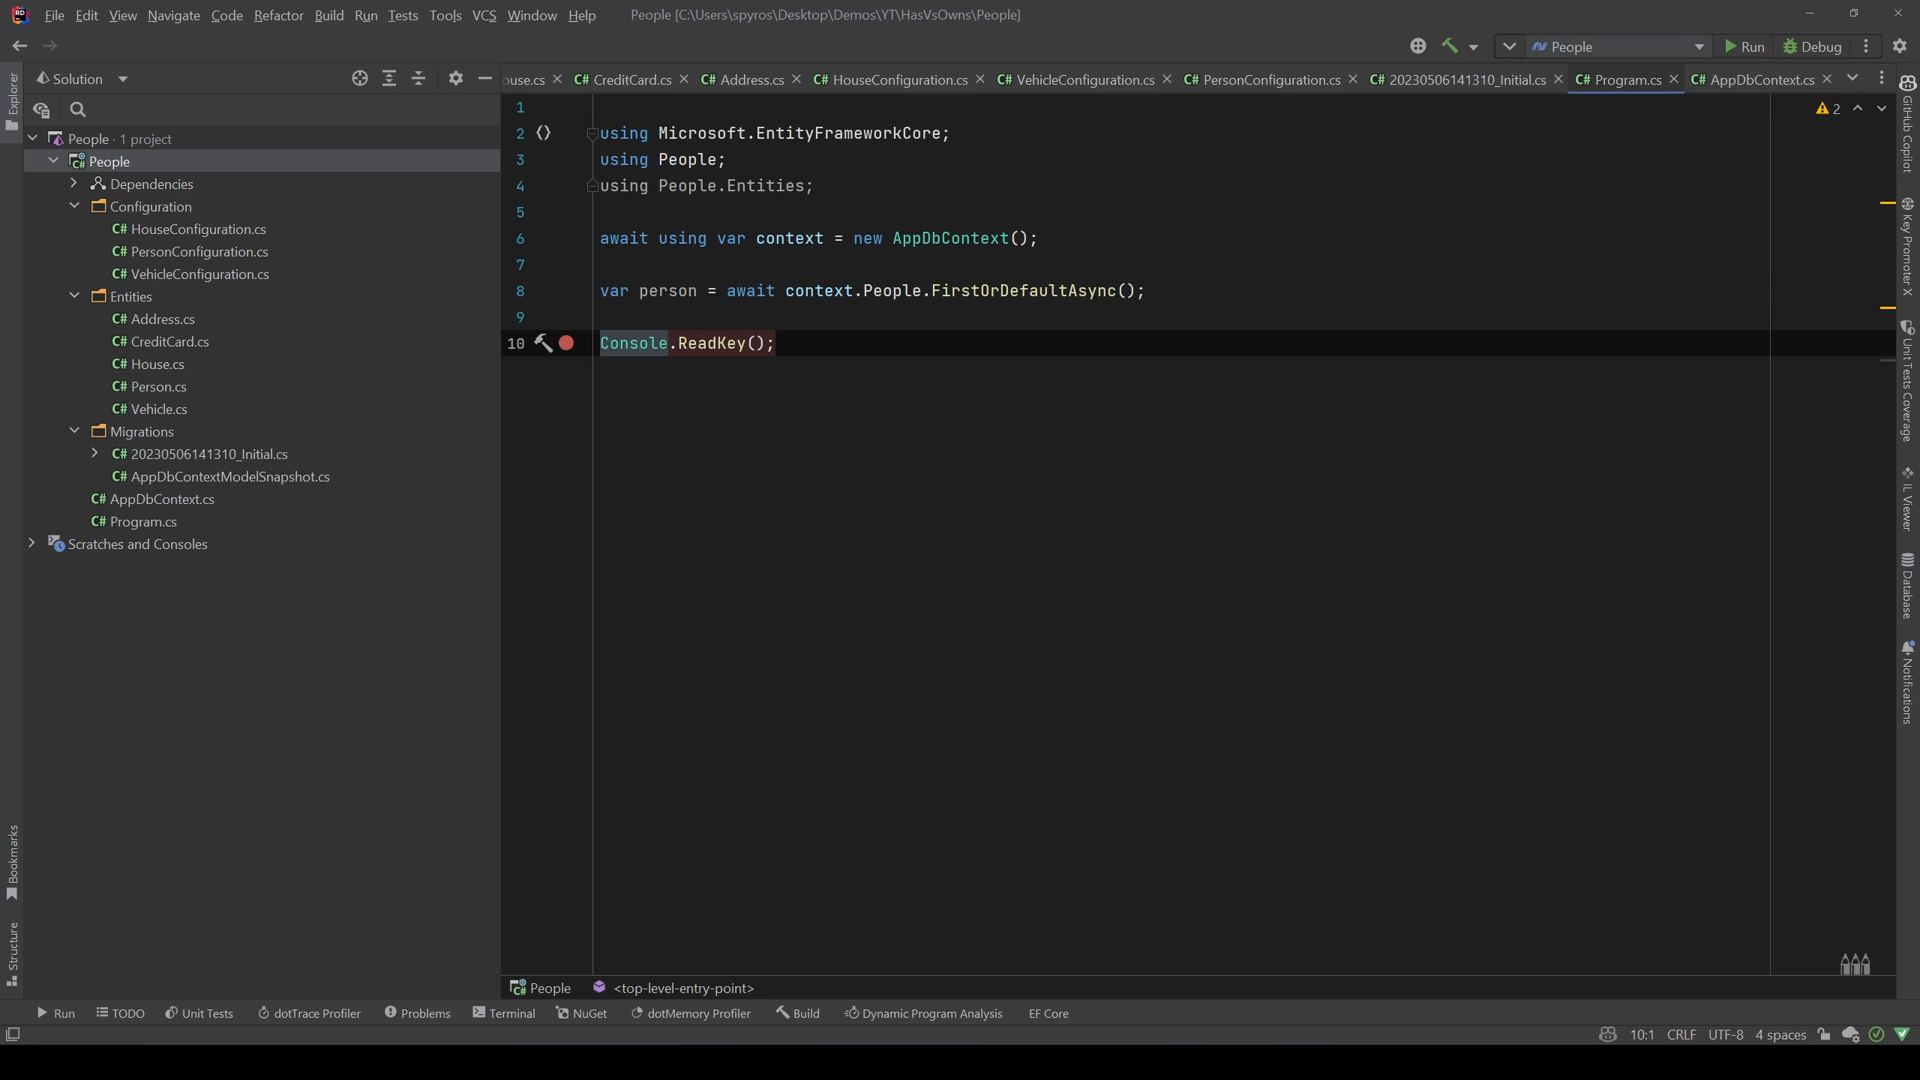 RD File Edit View Navigate Code Refactor Build Run Tests Tools VCS Window Help People [C:\Users\spyros\Desktop\Demos\YT\HasVsOwns\People]
People Run Debug
Solution
ouse.cs C# CreditCard.cs C# Address.cs C# HouseConfiguration.cs C# VehicleConfiguration.cs C# PersonConfiguration.cs C# 20230506141310_Initial.cs C# Program.cs C# AppDbContext.cs
Explorer
People · 1 project
C# People
Dependencies
Configuration
C# HouseConfiguration.cs
C# PersonConfiguration.cs
C# VehicleConfiguration.cs
Entities
C# Address.cs
C# CreditCard.cs
C# House.cs
C# Person.cs
C# Vehicle.cs
Migrations
C# 20230506141310_Initial.cs
C# AppDbContextModelSnapshot.cs
C# AppDbContext.cs
C# Program.cs
Scratches and Consoles
Bookmarks
Structure
1
2 using Microsoft.EntityFrameworkCore;
3 using People;
4 using People.Entities;
5
6 await using var context = new AppDbContext();
7
8 var person = await context.People.FirstOrDefaultAsync();
9
10 Console.ReadKey();
2
GitHub Copilot
Key Promoter X
Unit Tests Coverage
IL Viewer
Database
Notifications
C# People <top-level-entry-point>
Run TODO Unit Tests dotTrace Profiler Problems Terminal NuGet dotMemory Profiler Build Dynamic Program Analysis EF Core
10:1 CRLF UTF-8 4 spaces